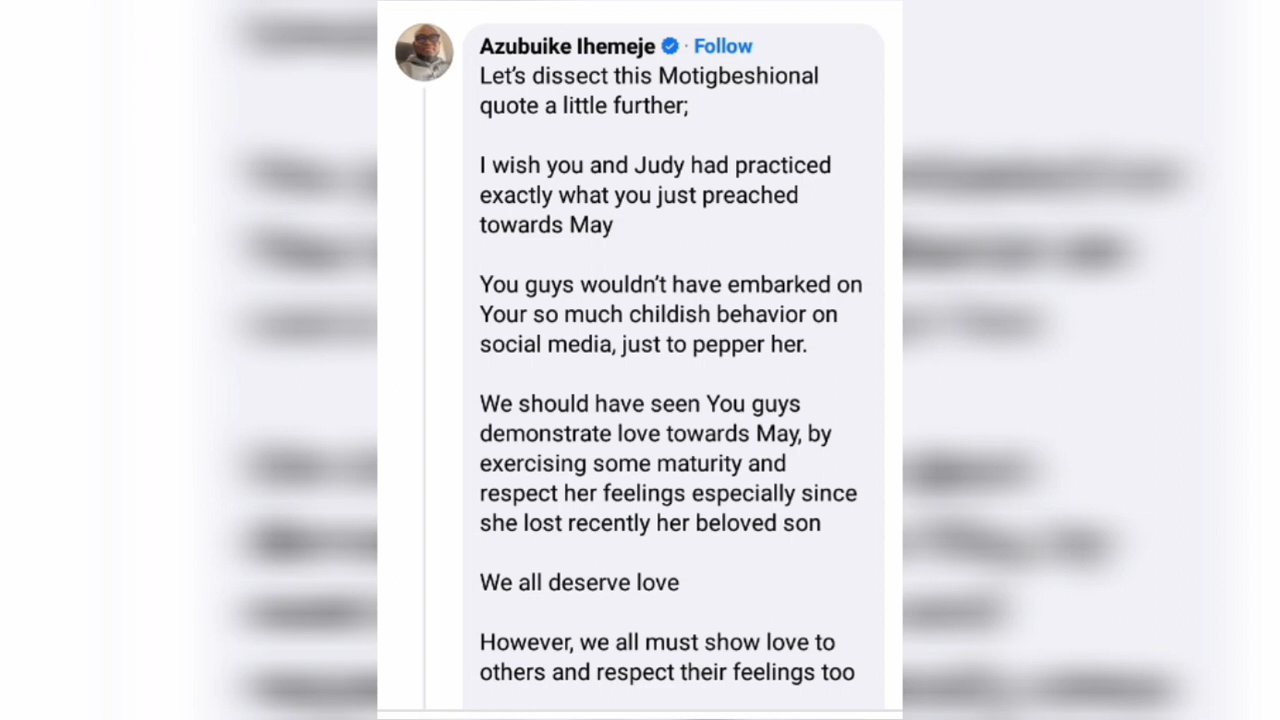 Azubuike Ihemeje · Follow
Let's dissect this Motigbeshional
quote a little further;
I wish you and Judy had practiced
exactly what you just preached
towards May
You guys wouldn't have embarked on
Your so much childish behavior on
social media, just to pepper her.
We should have seen You guys
demonstrate love towards May, by
exercising some maturity and
respect her feelings especially since
she lost recently her beloved son
We all deserve love
However, we all must show love to
others and respect their feelings too